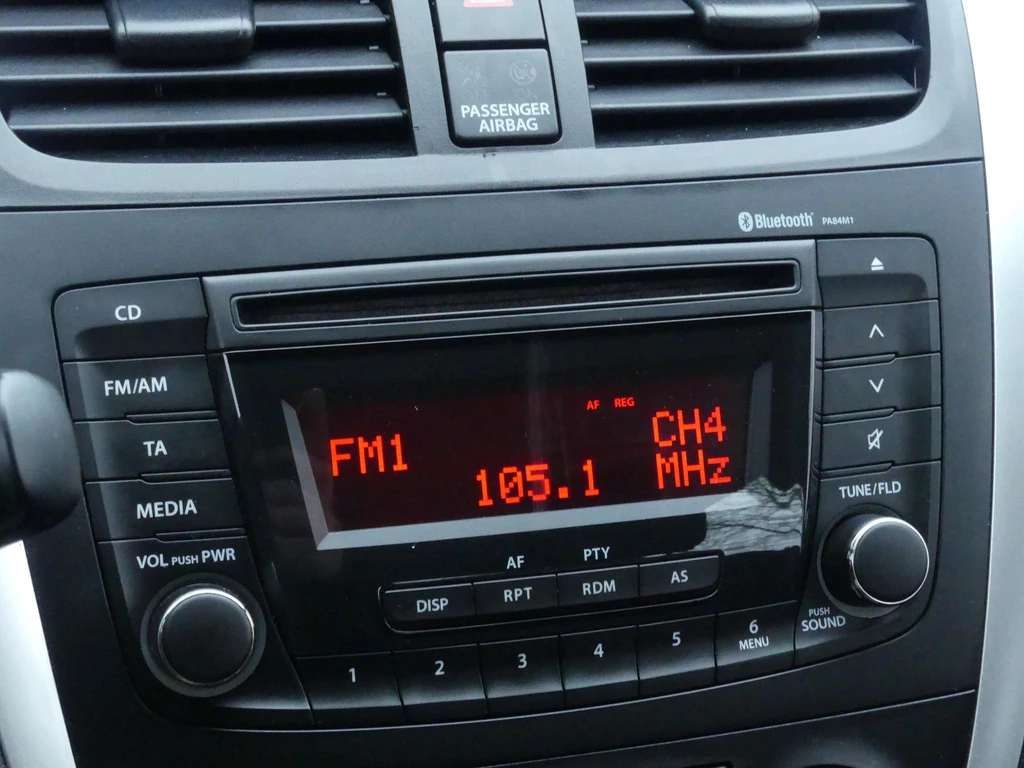 PASSENGER
AIRBAG
Bluetooth PA84M1
CD
FM/AM
TA
MEDIA
VOL PUSH PWR
AF REG
FM1
CH4
105.1 MHz
TUNE/FLD
PUSH
SOUND
AF PTY
DISP RPT RDM AS
1 2 3 4 5 6
MENU